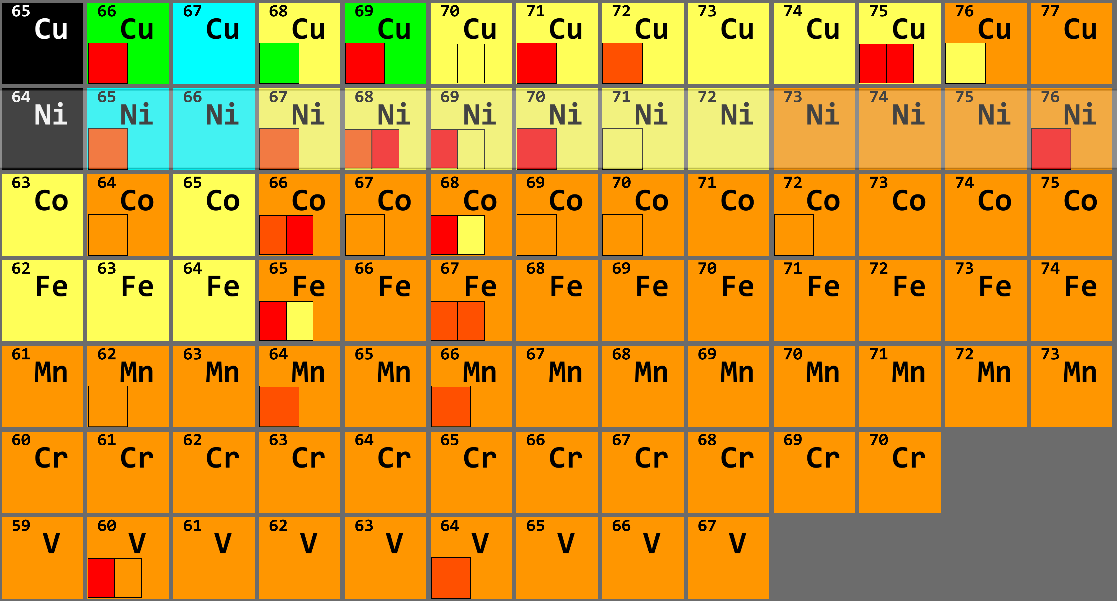 65 Cu 66 Cu 67 Cu 68 Cu 69 Cu 70 Cu 71 Cu 72 Cu 73 Cu 74 Cu 75 Cu 76 Cu 77 Cu
64 Ni 65 Ni 66 Ni 67 Ni 68 Ni 69 Ni 70 Ni 71 Ni 72 Ni 73 Ni 74 Ni 75 Ni 76 Ni
63 Co 64 Co 65 Co 66 Co 67 Co 68 Co 69 Co 70 Co 71 Co 72 Co 73 Co 74 Co 75 Co
62 Fe 63 Fe 64 Fe 65 Fe 66 Fe 67 Fe 68 Fe 69 Fe 70 Fe 71 Fe 72 Fe 73 Fe 74 Fe
61 Mn 62 Mn 63 Mn 64 Mn 65 Mn 66 Mn 67 Mn 68 Mn 69 Mn 70 Mn 71 Mn 72 Mn 73 Mn
60 Cr 61 Cr 62 Cr 63 Cr 64 Cr 65 Cr 66 Cr 67 Cr 68 Cr 69 Cr 70 Cr
59 V 60 V 61 V 62 V 63 V 64 V 65 V 66 V 67 V